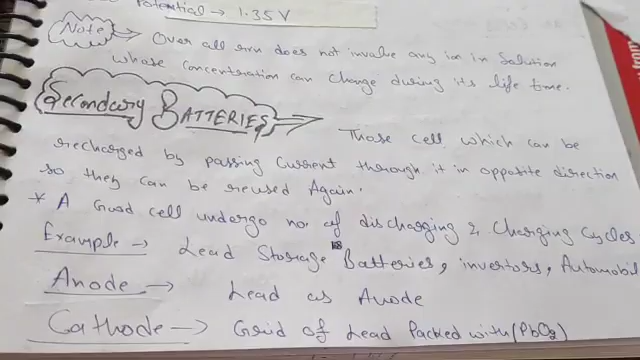 Potential → 1.35 V
Note → Over all rxn does not involve any ion in Solution
whose concentration can change during its life time.
Secondary BATTERIES → Those cell which can be
recharged by passing current through it in opposite direction
so they can be reused Again.
* A Good cell undergo no of discharging & Charging Cycles.
Example → Lead Storage Batteries, invertors, Automobil
Anode → Lead as Anode
Cathode → Grid of Lead Packed with (PbO2)